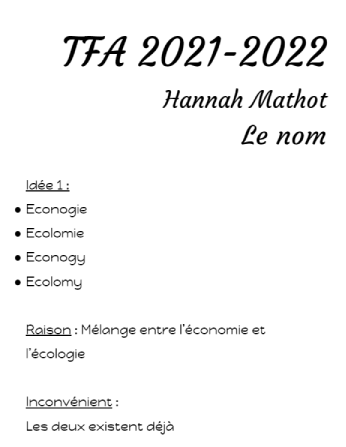 TFA 2021-2022
Hannah Mathot
Le nom
Idée 1 :
• Econogie
• Ecolomie
• Econogy
• Ecolomy
Raison : Mélange entre l'économie et
l'écologie
Inconvénient :
Les deux existent déjà